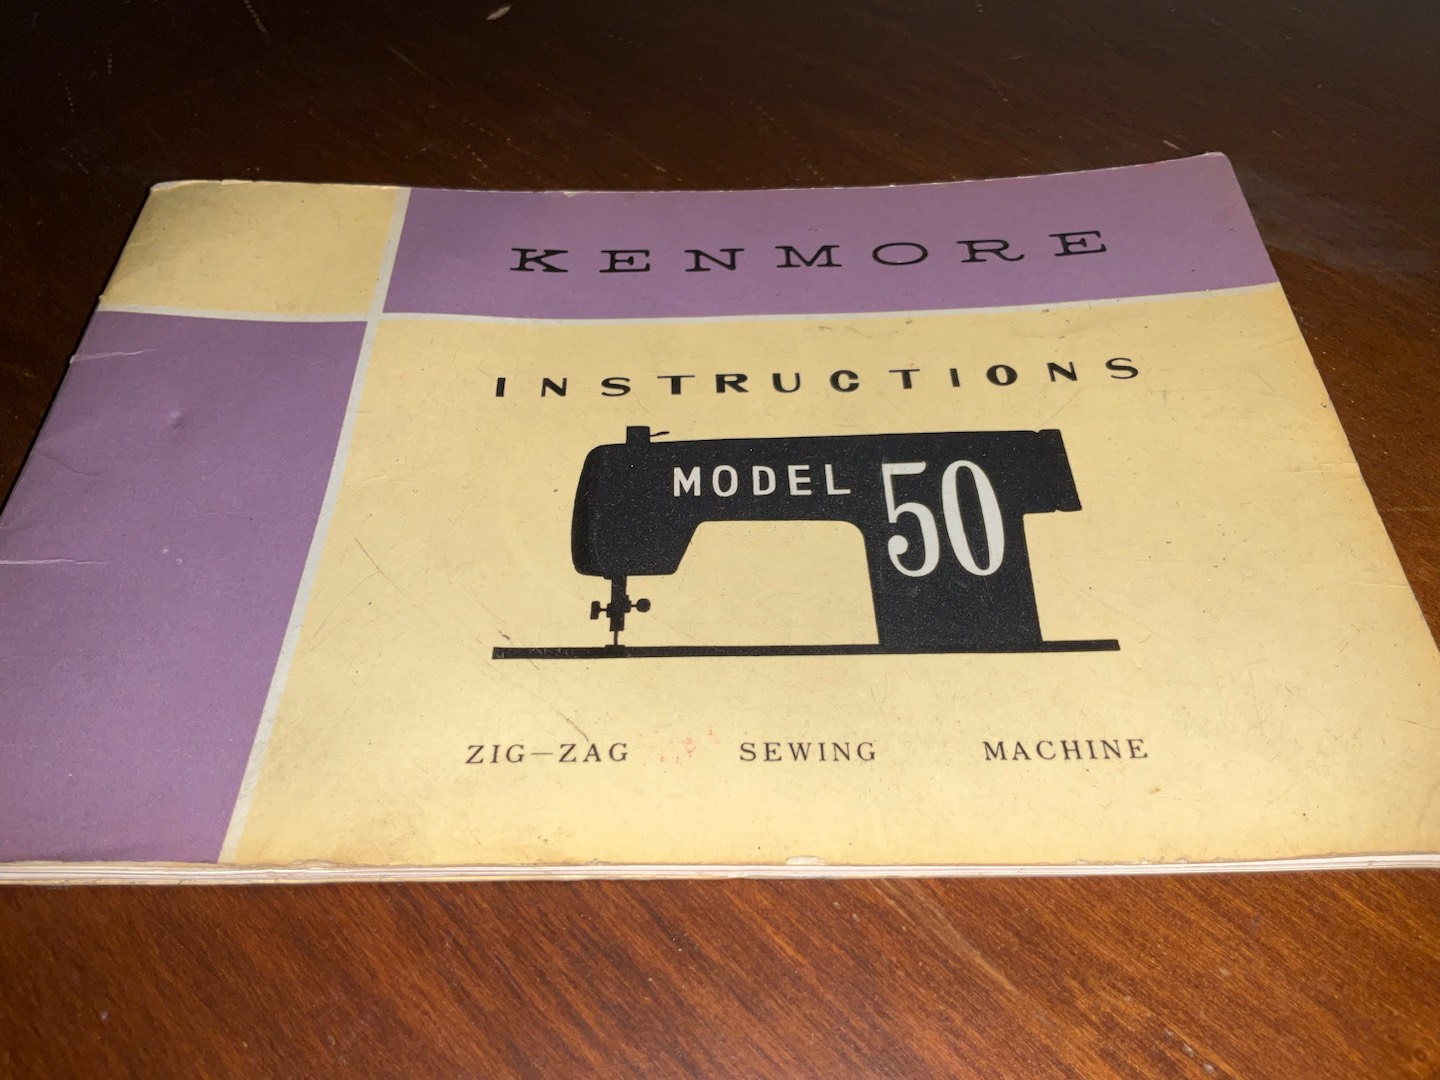 KENMORE
INSTRUCTIONS
MODEL 50
ZIG—ZAG SEWING MACHINE